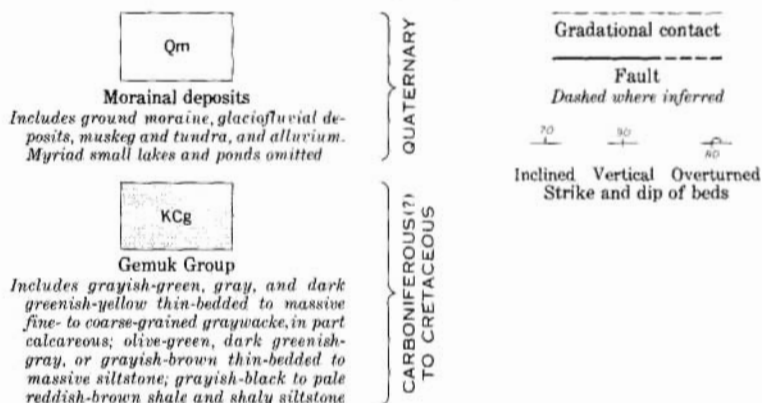 Qm
Morainal deposits
Includes ground moraine, glaciofluvial de-
posits, muskeg and tundra, and alluvium.
Myriad small lakes and ponds omitted
QUATERNARY
KCg
Gemuk Group
Includes grayish-green, gray, and dark
greenish-yellow thin-bedded to massive
fine- to coarse-grained graywacke, in part
calcareous; olive-green, dark greenish-
gray, or grayish-brown thin-bedded to
massive siltstone; grayish-black to pale
reddish-brown shale and shaly siltstone
CARBONIFEROUS(?)
TO CRETACEOUS
Gradational contact
Fault
Dashed where inferred
70 90 80
Inclined Vertical Overturned
Strike and dip of beds